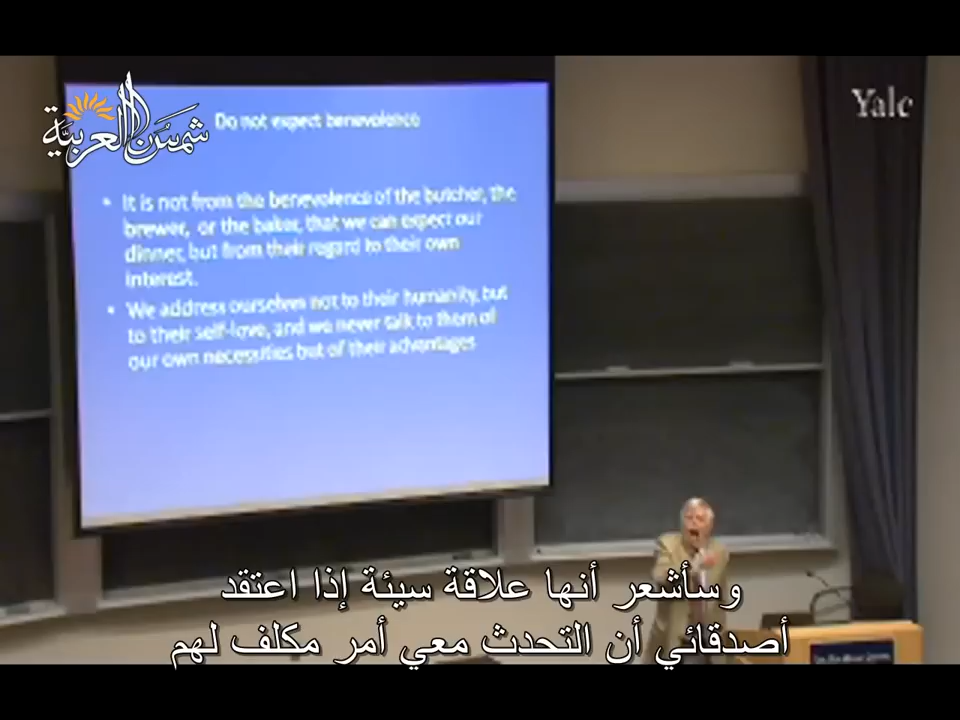 شمس العربية
Yale
Do not expect benevolence
• It is not from the benevolence of the butcher, the
brewer, or the baker, that we can expect our
dinner, but from their regard to their own
interest.
• We address ourselves not to their humanity, but
to their self-love, and we never talk to them of
our own necessities but of their advantages
وسأشعر أنها علاقة سيئة إذا اعتقد
أصدقائي أن التحدث معي أمر مكلف لهم